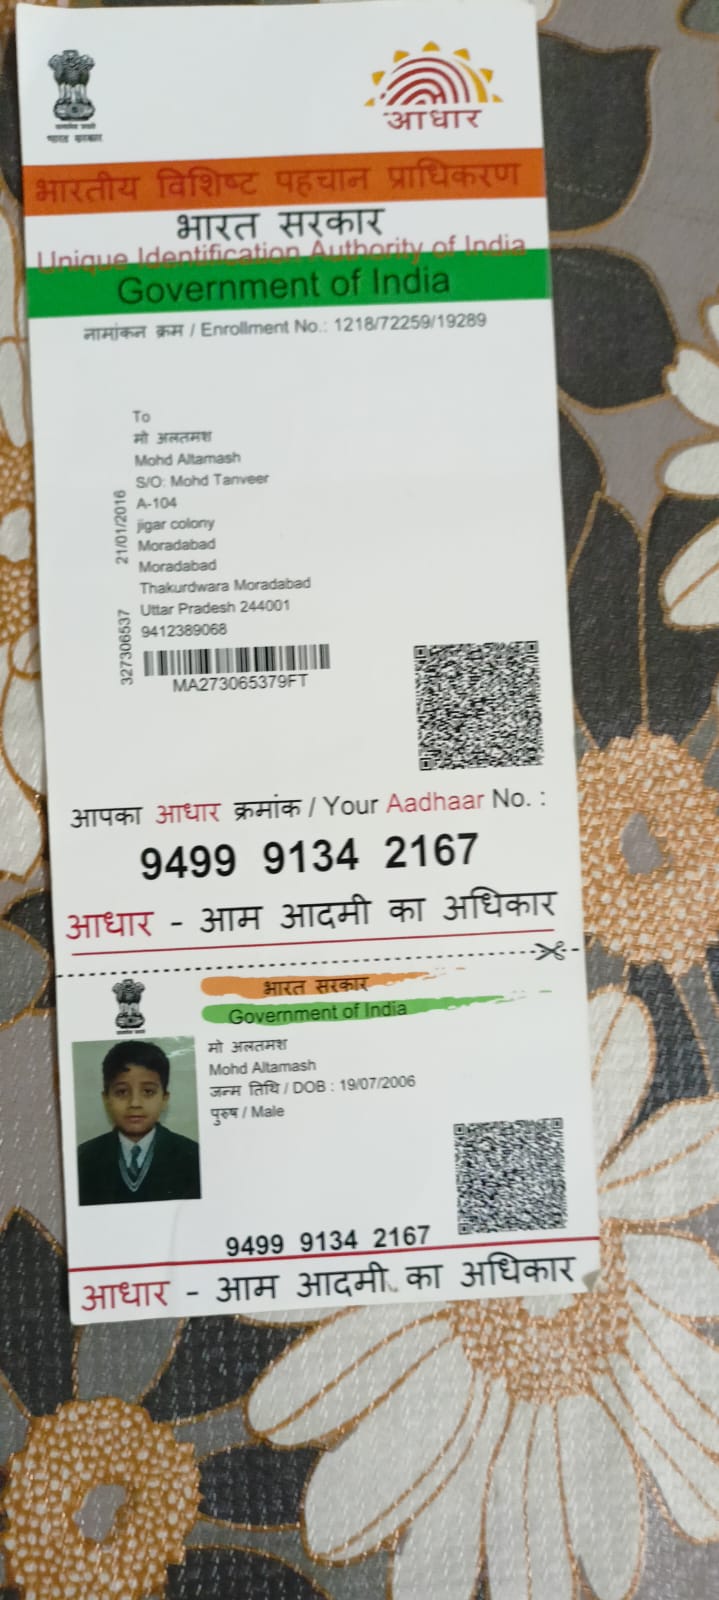 भारत सरकार
आधार
भारतीय विशिष्ट पहचान प्राधिकरण
भारत सरकार
Unique Identification Authority of India
Government of India
नामांकन क्रम / Enrollment No.: 1218/72259/19289
To
मो अलतमश
Mohd Altamash
S/O: Mohd Tanveer
A-104
jigar colony
Moradabad
Moradabad
Thakurdwara Moradabad
Uttar Pradesh 244001
9412389068
21/01/2016
327306537
MA273065379FT
आपका आधार क्रमांक / Your Aadhaar No. :
9499 9134 2167
आधार - आम आदमी का अधिकार
भारत सरकार
Government of India
मो अलतमश
Mohd Altamash
जन्म तिथि / DOB : 19/07/2006
पुरुष / Male
9499 9134 2167
आधार - आम आदमी का अधिकार